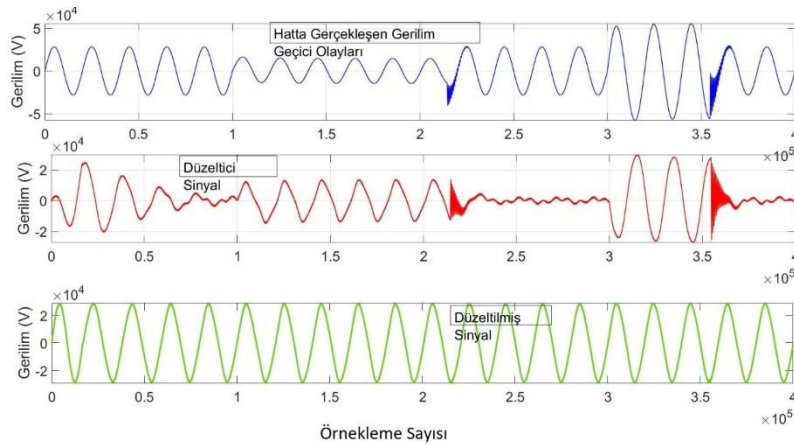 ×10⁴
Hatta Gerçekleşen Gerilim
Geçici Olayları
Gerilim (V)
5
0
-5
0 0.5 1 1.5 2 2.5 3 3.5 4
×10⁵
×10⁴
Düzeltici
Sinyal
Gerilim (V)
2
0
-2
0 0.5 1 1.5 2 2.5 3 3.5 4
×10⁵
×10⁴
Düzeltilmiş
Sinyal
Gerilim (V)
2
0
-2
0 0.5 1 1.5 2 2.5 3 3.5 4
×10⁵
Örnekleme Sayısı